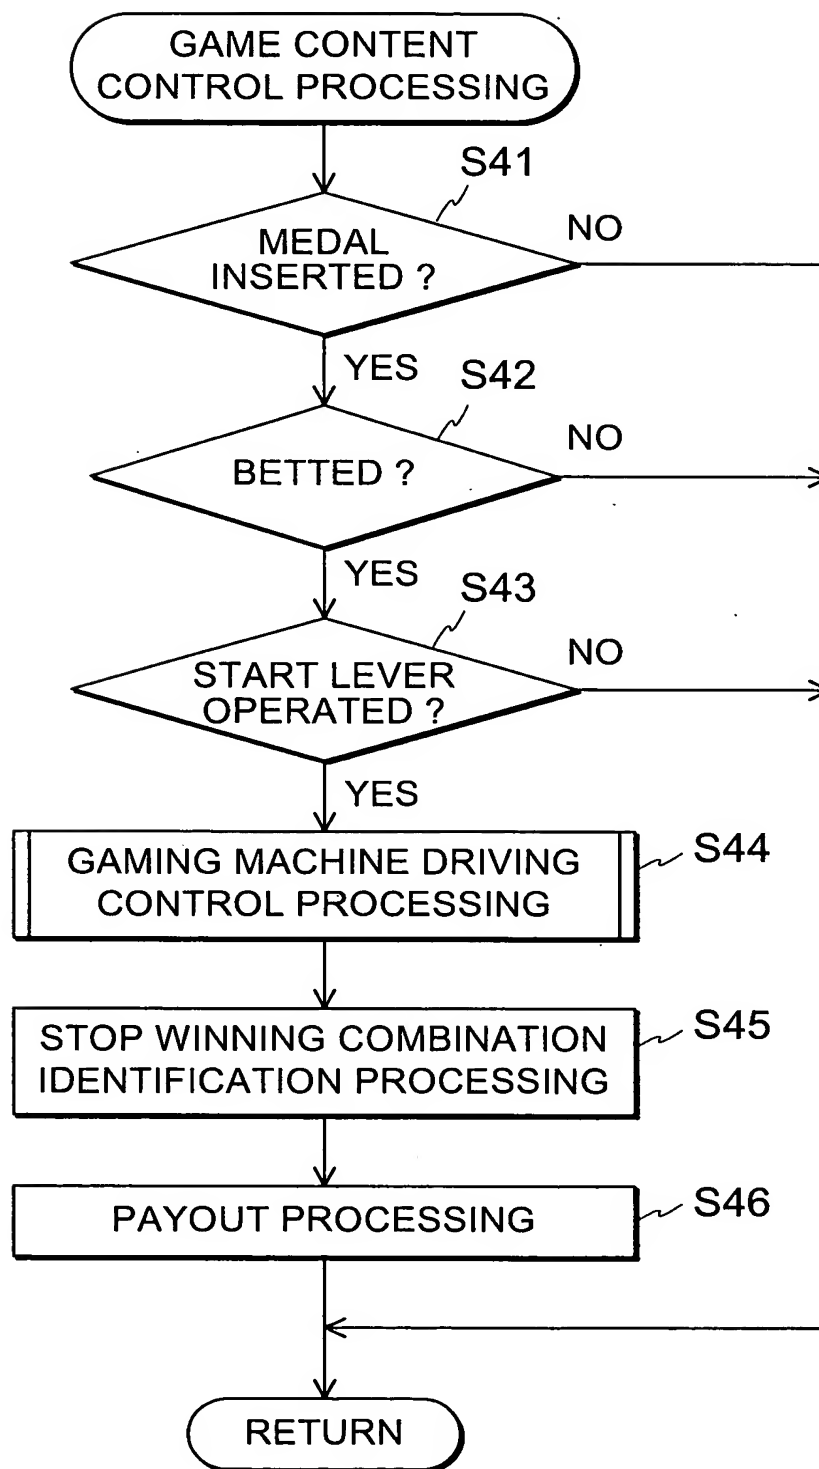 GAME CONTENT
CONTROL PROCESSING
S41
MEDAL
INSERTED ?
NO
YES
S42
BETTED ?
NO
YES
S43
START LEVER
OPERATED ?
NO
YES
GAMING MACHINE DRIVING
CONTROL PROCESSING
S44
STOP WINNING COMBINATION
IDENTIFICATION PROCESSING
S45
PAYOUT PROCESSING
S46
RETURN